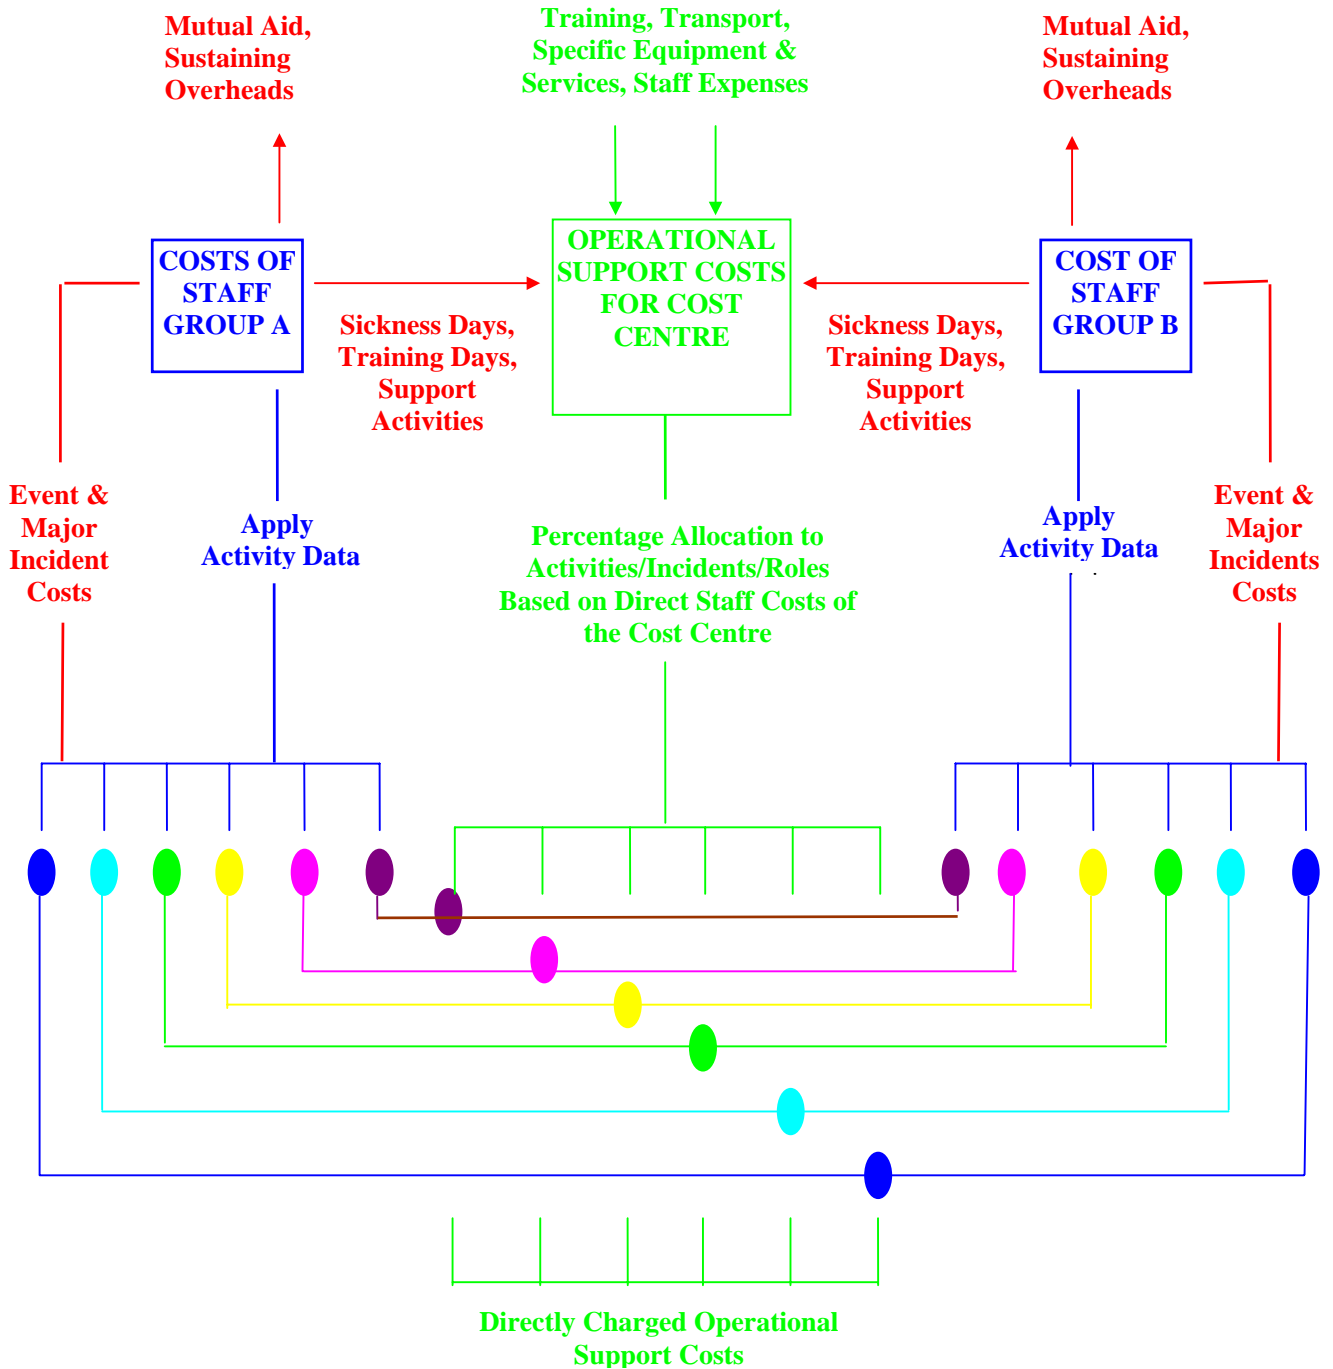 Mutual Aid,
Sustaining
Overheads
Training, Transport,
Specific Equipment &
Services, Staff Expenses
Mutual Aid,
Sustaining
Overheads
COSTS OF
STAFF
GROUP A
OPERATIONAL
SUPPORT COSTS
FOR COST
CENTRE
COST OF
STAFF
GROUP B
Sickness Days,
Training Days,
Support
Activities
Sickness Days,
Training Days,
Support
Activities
Event &
Major
Incident
Costs
Apply
Activity Data
Percentage Allocation to
Activities/Incidents/Roles
Based on Direct Staff Costs of
the Cost Centre
Apply
Activity Data
Event &
Major
Incidents
Costs
Directly Charged Operational
Support Costs